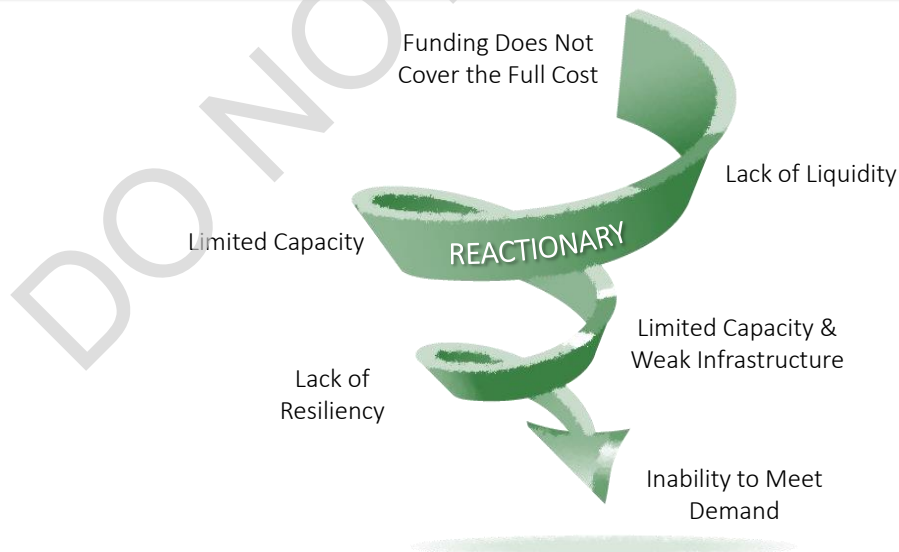 Funding Does Not
Cover the Full Cost
Lack of Liquidity
Limited Capacity
REACTIONARY
Limited Capacity &
Weak Infrastructure
Lack of
Resiliency
Inability to Meet
Demand
DO NO